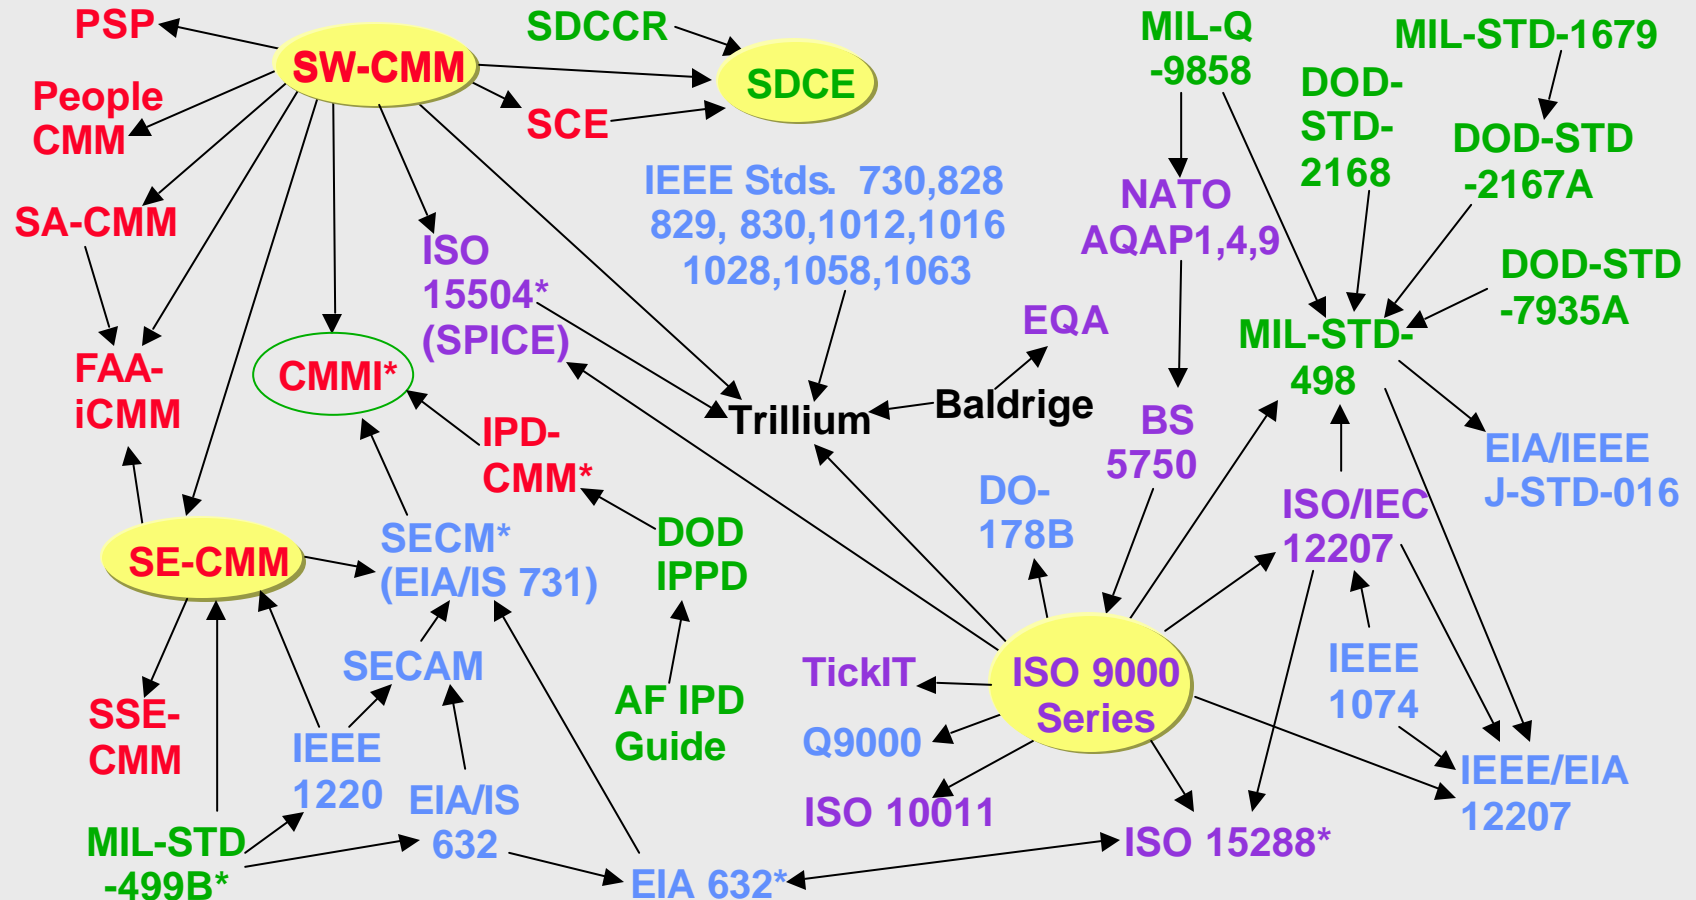 PSP
SW-CMM
SDCCR
SDCE
SCE
MIL-Q
-9858
MIL-STD-1679
DOD-
STD-
2168
DOD-STD
-2167A
People
CMM
SA-CMM
ISO
15504*
(SPICE)
IEEE Stds.  730,828
829, 830,1012,1016
1028,1058,1063
NATO
AQAP1,4,9
DOD-STD
-7935A
EQA
MIL-STD-
498
FAA-
iCMM
CMMI*
Trillium
Baldrige
BS
5750
IPD-
CMM*
EIA/IEEE
J-STD-016
DO-
178B
ISO/IEC
12207
SE-CMM
SECM*
(EIA/IS 731)
DOD
IPPD
SECAM
TickIT
ISO 9000
Series
IEEE
1074
SSE-
CMM
AF IPD
Guide
Q9000
IEEE
1220
EIA/IS
632
ISO 10011
IEEE/EIA
12207
MIL-STD
-499B*
EIA 632*
ISO 15288*